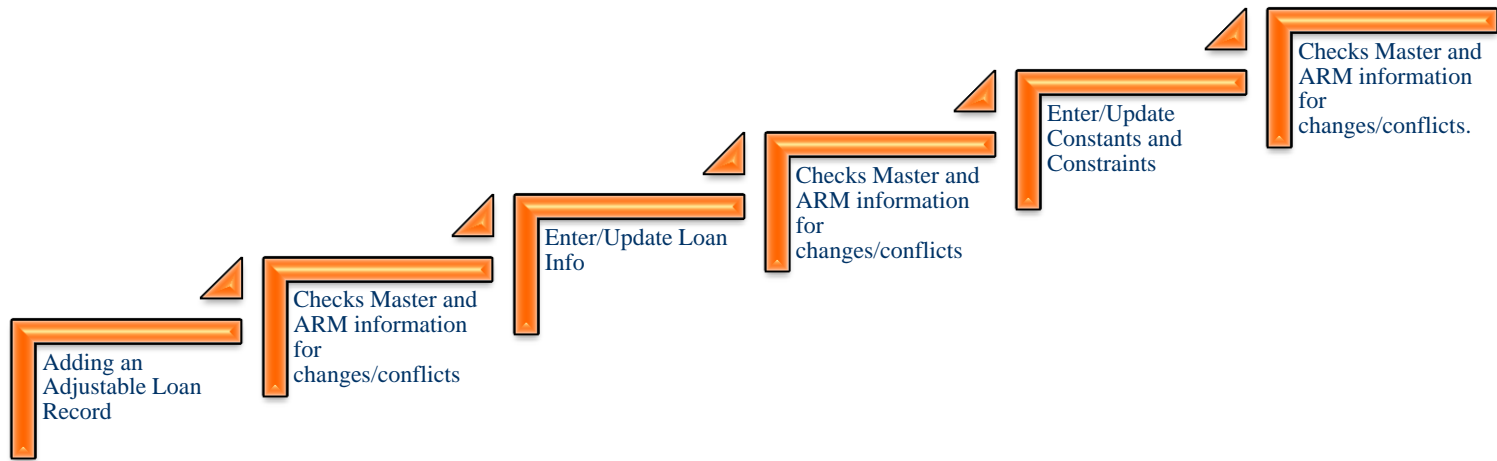 Adding an
Adjustable Loan
Record
Checks Master and
ARM information
for
changes/conflicts
Enter/Update Loan
Info
Checks Master and
ARM information
for
changes/conflicts
Enter/Update
Constants and
Constraints
Checks Master and
ARM information
for
changes/conflicts.